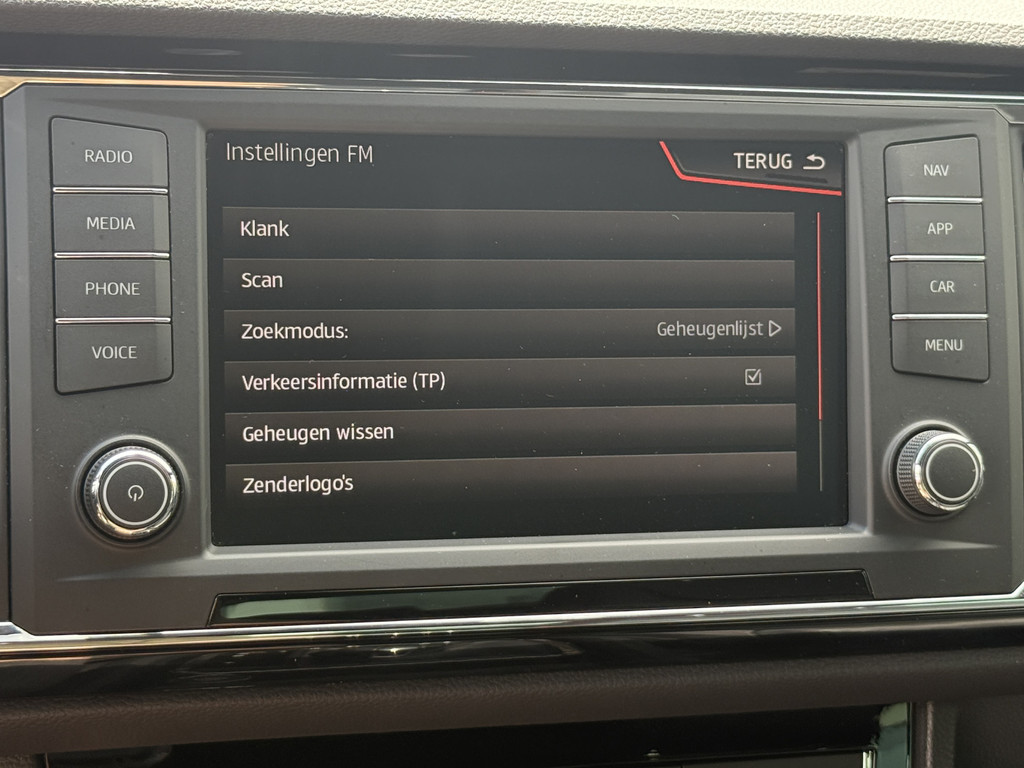 RADIO
MEDIA
PHONE
VOICE
Instellingen FM
TERUG
Klank
Scan
Zoekmodus: Geheugenlijst
Verkeersinformatie (TP)
Geheugen wissen
Zenderlogo's
NAV
APP
CAR
MENU